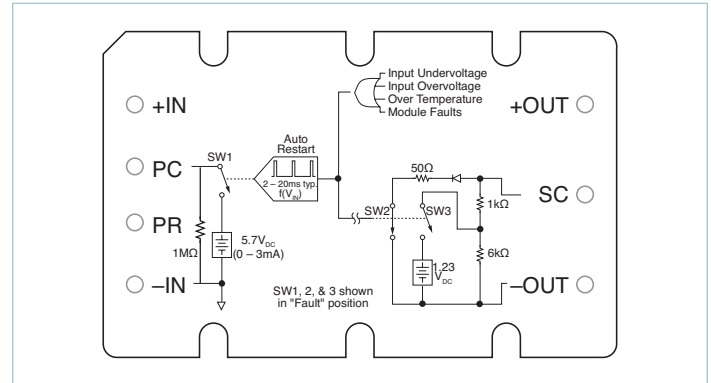 Input Undervoltage
Input Overvoltage
Over Temperature
Module Faults
+IN
+OUT
Auto
Restart
PC
SW1
2 – 20ms typ.
f(VIN)
50Ω
SC
SW2
SW3
1kΩ
PR
1MΩ
5.7VDC
(0 – 3mA)
6kΩ
1.23
VDC
–IN
SW1, 2, & 3 shown
in "Fault" position
–OUT